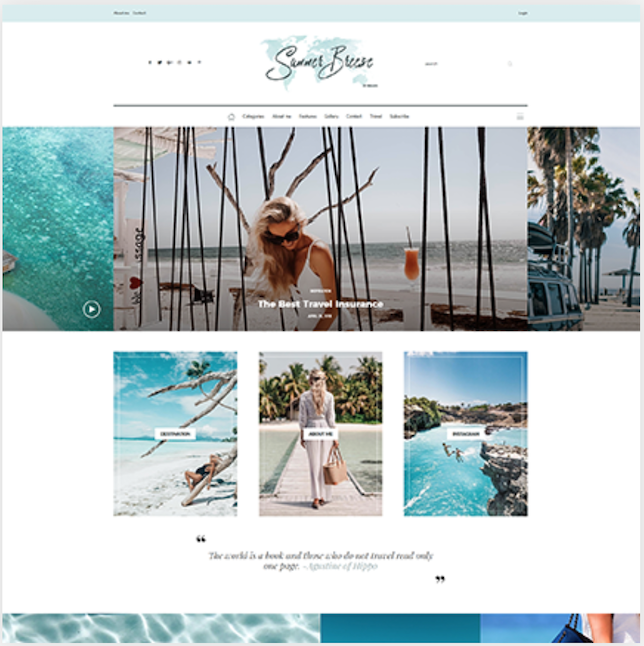 About me Contact Login
Summer Breeze
search
Categories About me Features Gallery Contact Travel Subscribe
The Best Travel Insurance
DESTINATION ABOUT ME INSTAGRAM
“
The world is a book and those who do not travel read only
one page. -Agustine of Hippo
”